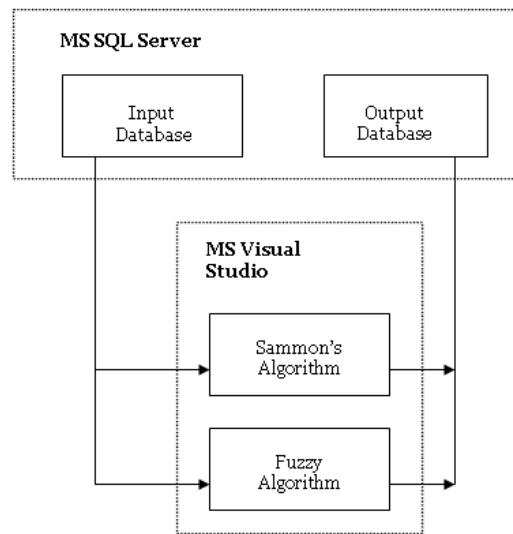 MS SQL Server
Input
Database
Output
Database
MS Visual
Studio
Sammon's
Algorithm
Fuzzy
Algorithm